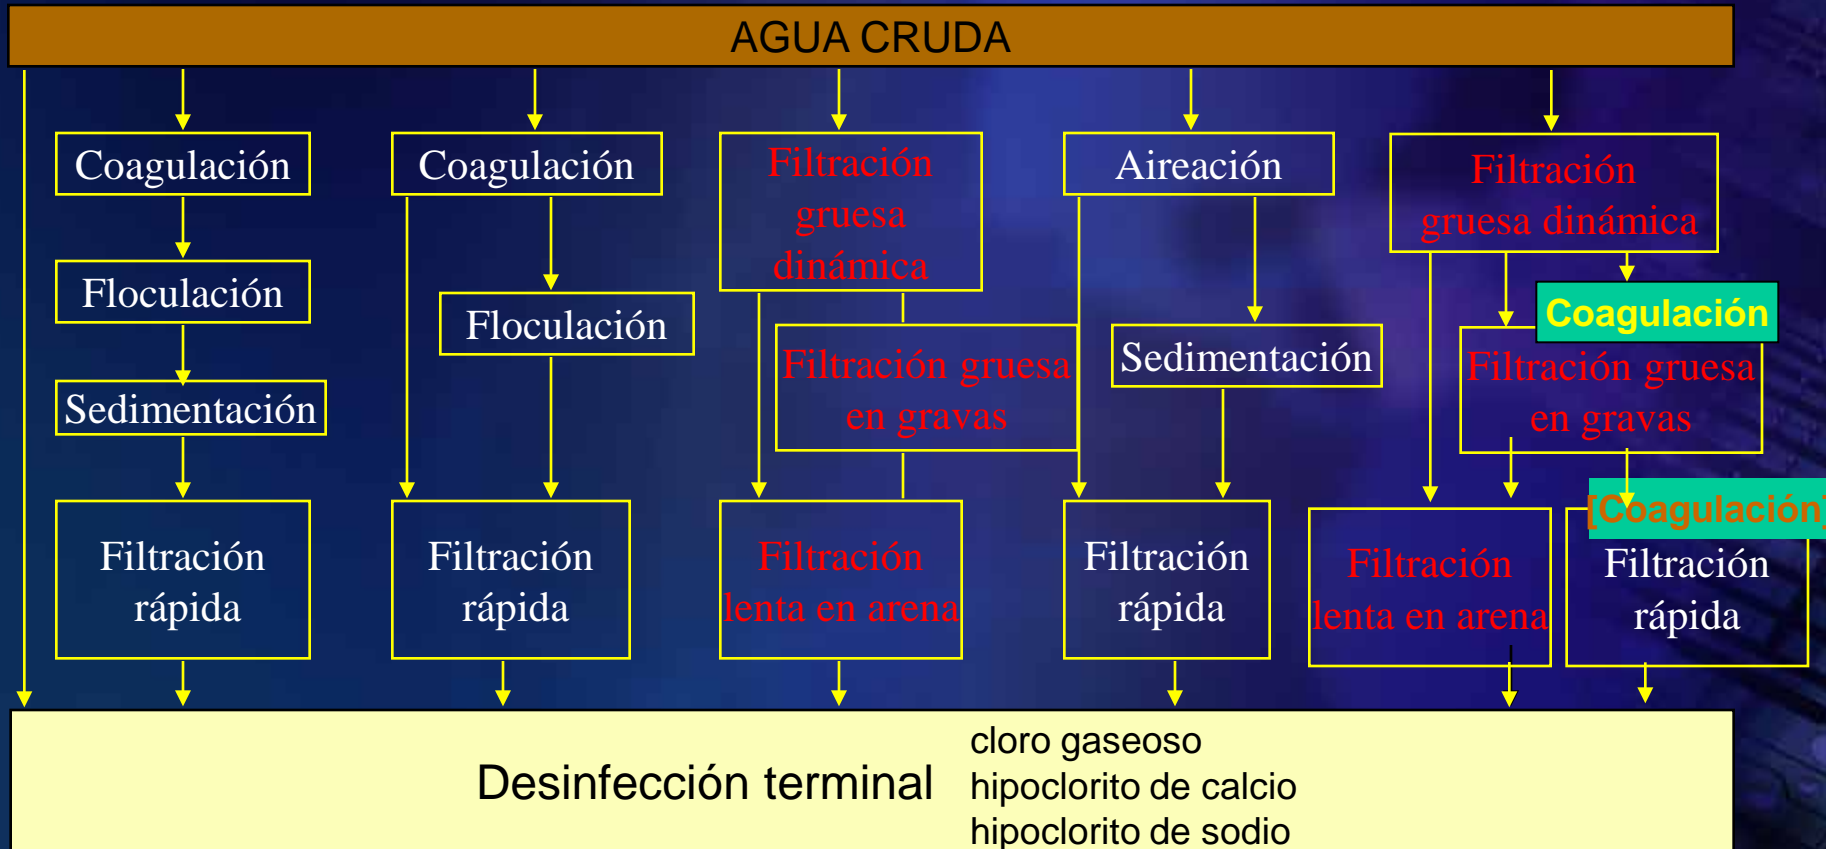 AGUA CRUDA
Coagulación
Floculación
Sedimentación
Filtración
rápida
Coagulación
Floculación
Filtración
rápida
Filtración
gruesa
dinámica
Filtración gruesa
en gravas
Filtración
lenta en arena
Aireación
Sedimentación
Filtración
rápida
Filtración
gruesa dinámica
Coagulación
Filtración gruesa
en gravas
Filtración
lenta en arena
[Coagulación]
Filtración
rápida
Desinfección terminal
cloro gaseoso
hipoclorito de calcio
hipoclorito de sodio